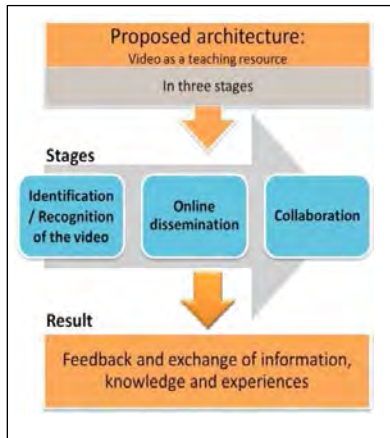 Proposed architecture:
Video as a teaching resource
In three stages
Stages
Identification
/ Recognition
of the video
Online
dissemination
Collaboration
Result
Feedback and exchange of information,
knowledge and experiences